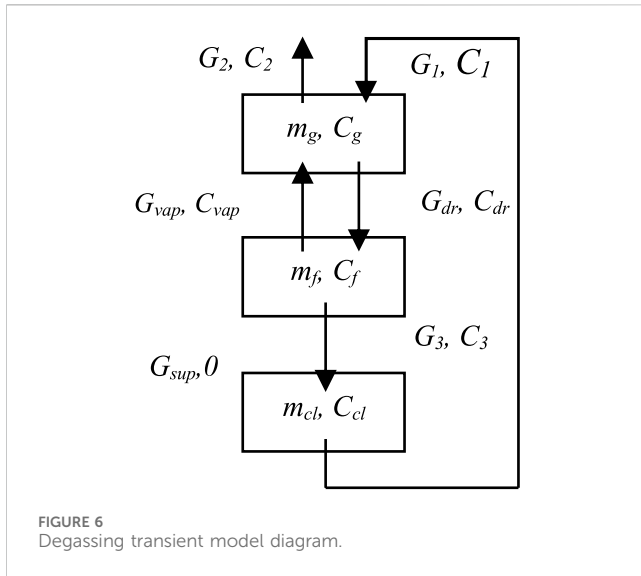 G2, C2
G1, C1
mg, Cg
Gvap, Cvap
Gdr, Cdr
mf, Cf
G3, C3
Gsup,0
mcl, Ccl
FIGURE 6
Degassing transient model diagram.